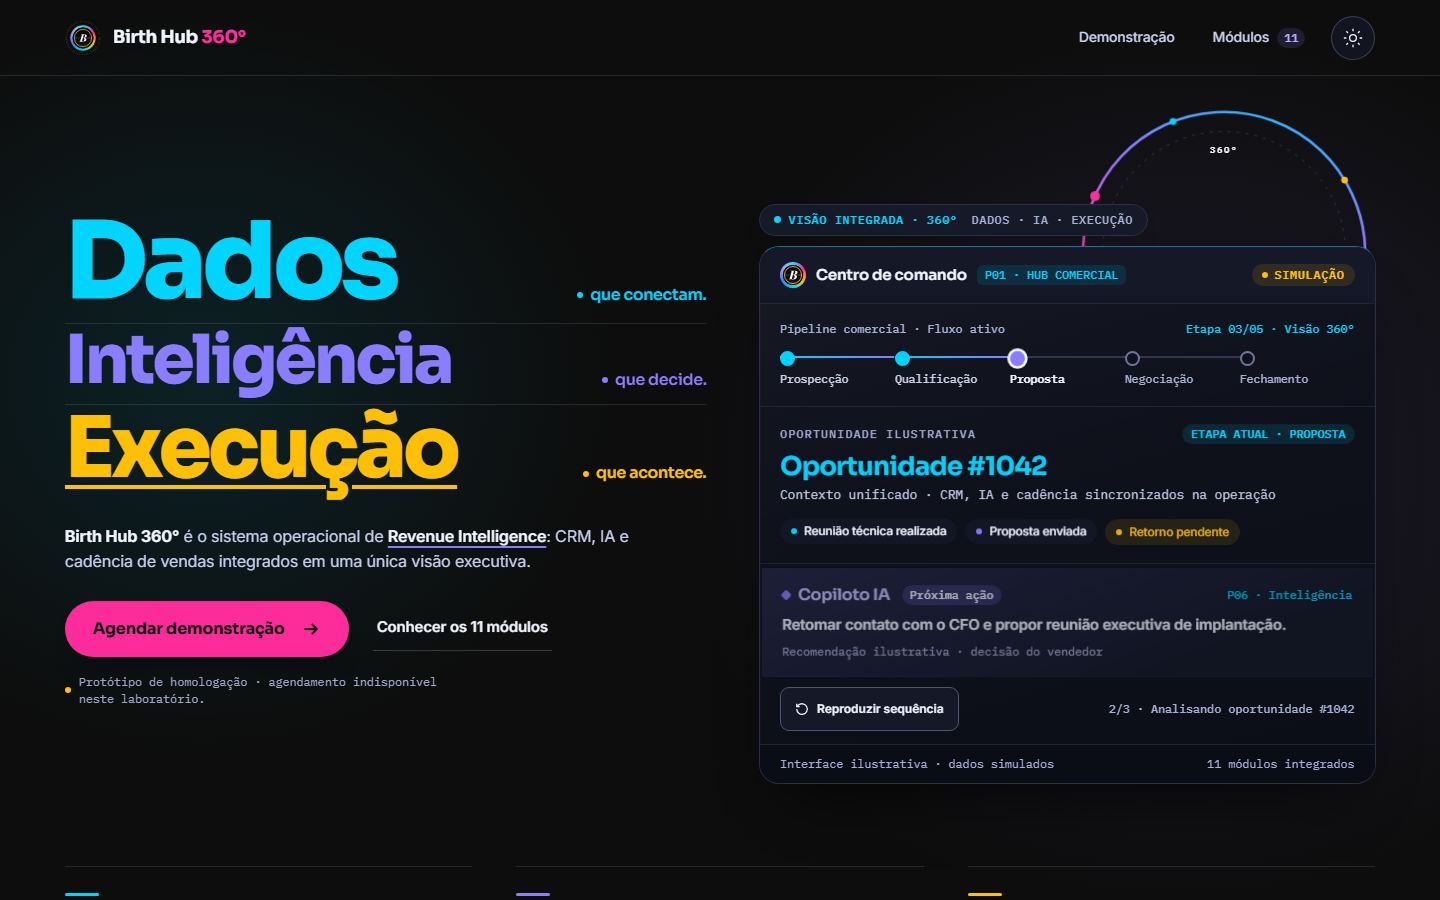 Birth Hub 360°
Demonstração
Módulos 11
360°
Dados
que conectam.
Inteligência
que decide.
Execução
que acontece.
Birth Hub 360° é o sistema operacional de Revenue Intelligence: CRM, IA e
cadência de vendas integrados em uma única visão executiva.
Agendar demonstração →
Conhecer os 11 módulos
Protótipo de homologação · agendamento indisponível
neste laboratório.
VISÃO INTEGRADA · 360° DADOS · IA · EXECUÇÃO
B Centro de comando P01 · HUB COMERCIAL SIMULAÇÃO
Pipeline comercial · Fluxo ativo Etapa 03/05 · Visão 360°
Prospecção Qualificação Proposta Negociação Fechamento
OPORTUNIDADE ILUSTRATIVA ETAPA ATUAL · PROPOSTA
Oportunidade #1042
Contexto unificado · CRM, IA e cadência sincronizados na operação
Reunião técnica realizada Proposta enviada Retorno pendente
Copiloto IA Próxima ação P06 · Inteligência
Retomar contato com o CFO e propor reunião executiva de implantação.
Recomendação ilustrativa · decisão do vendedor
Reproduzir sequência 2/3 · Analisando oportunidade #1042
Interface ilustrativa · dados simulados 11 módulos integrados